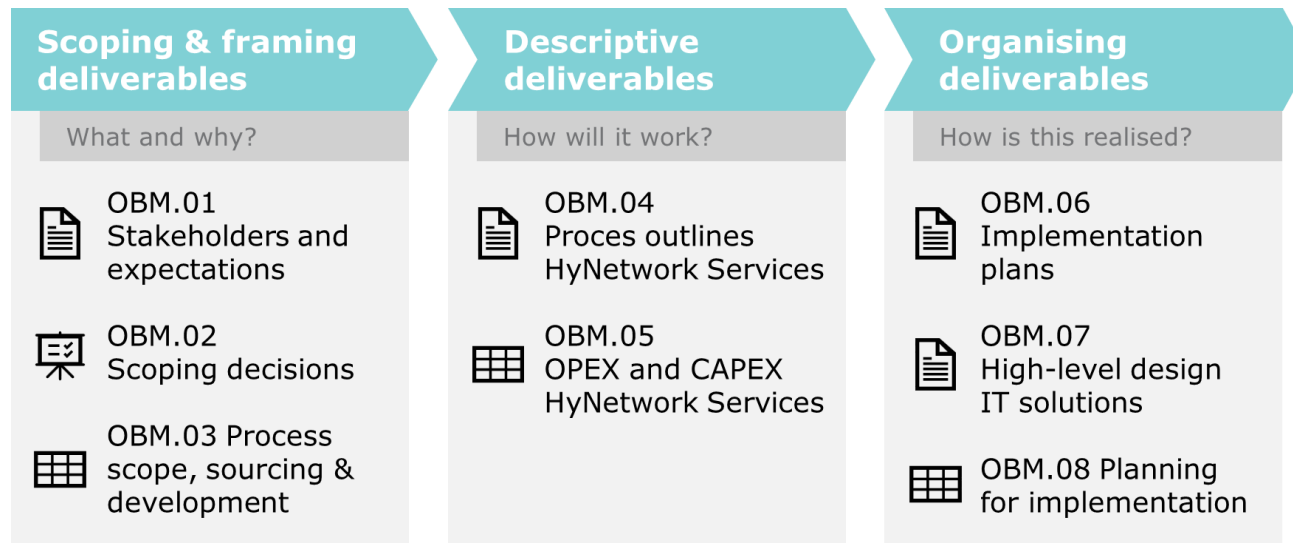 Scoping & framing
deliverables
What and why?
OBM.01
Stakeholders and
expectations
OBM.02
Scoping decisions
OBM.03 Process
scope, sourcing &
development
Descriptive
deliverables
How will it work?
OBM.04
Proces outlines
HyNetwork Services
OBM.05
OPEX and CAPEX
HyNetwork Services
Organising
deliverables
How is this realised?
OBM.06
Implementation
plans
OBM.07
High-level design
IT solutions
OBM.08 Planning
for implementation